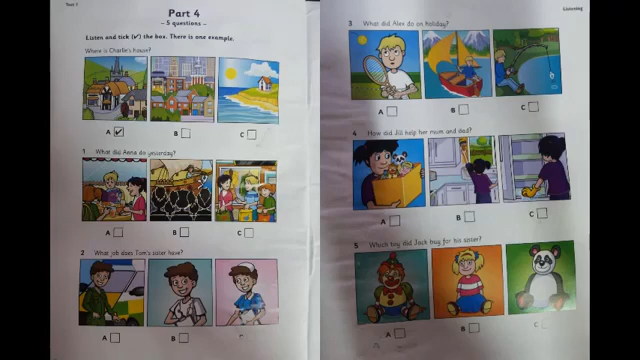 Test 1
Part 4
– 5 questions –
Listen and tick (✔) the box. There is one example.
Where is Charlie's house?
A ✔ B C
1 What did Anna do yesterday?
A B C
2 What job does Tom's sister have?
A B
Listening
3 What did Alex do on holiday?
A B C
4 How did Jill help her mum and dad?
A B C
5 Which toy did Jack buy for his sister?
A B C